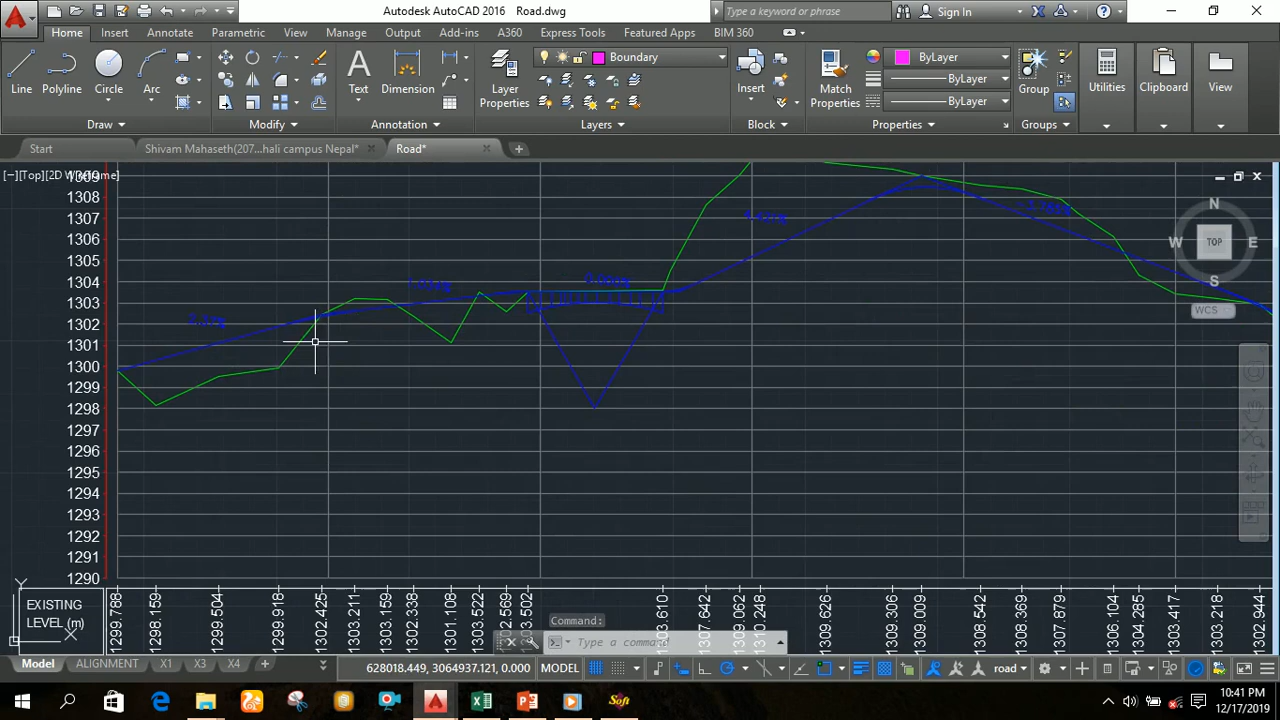 Autodesk AutoCAD 2016 Road.dwg
Type a keyword or phrase
Sign In
Home Insert Annotate Parametric View Manage Output Add-ins A360 Express Tools Featured Apps BIM 360
Line Polyline Circle Arc
Text Dimension
Layer Properties
Boundary
Insert
Match Properties
ByLayer
ByLayer
ByLayer
Group
Utilities Clipboard View
Draw Modify Annotation Layers Block Properties Groups
Start Shivam Mahaseth(207...hali campus Nepal* Road*
[−][Top][2D
1309
1308
1307
1306
1305
1304
1303
1302
1301
1300
1299
1298
1297
1296
1295
1294
1293
1292
1291
1290
0.000%
N
W TOP E
S
WCS
Y
X
EXISTING
LEVEL (m)
1299.788 1298.159 1299.504 1299.918 1302.425 1303.211 1303.159 1302.338 1301.108 1303.522 1302.569 1303.502 1303.810 1307.642 1309.062 1310.246 1309.626 1309.306 1309.009 1308.542 1308.369 1307.879 1306.104 1304.285 1303.417 1303.218 1302.944
Command:
Type a command
Model ALIGNMENT X1 X3 X4 +
628018.449, 3064937.121, 0.000 MODEL
road
Soft
10:41 PM
12/17/2019